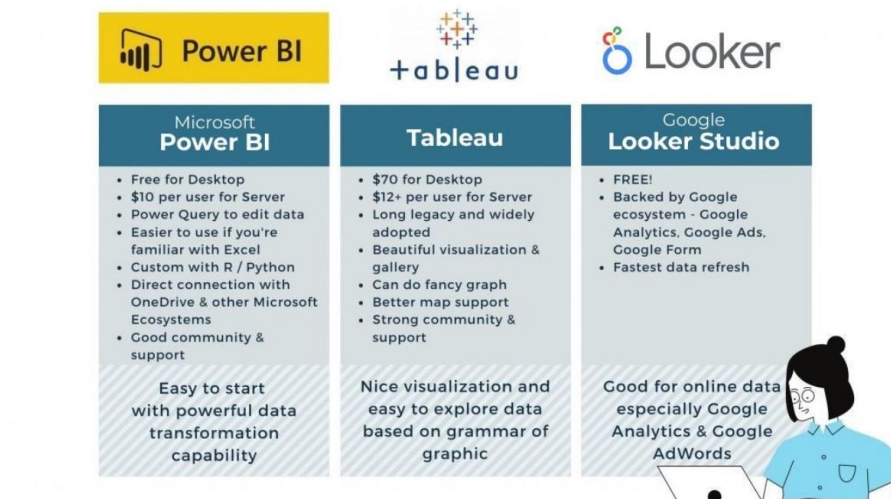 Power BI
+ableau
Looker
Microsoft
Power BI
• Free for Desktop
• $10 per user for Server
• Power Query to edit data
• Easier to use if you're
familiar with Excel
• Custom with R / Python
• Direct connection with
OneDrive & other Microsoft
Ecosystems
• Good community &
support
Easy to start
with powerful data
transformation
capability
Tableau
• $70 for Desktop
• $12+ per user for Server
• Long legacy and widely
adopted
• Beautiful visualization &
gallery
• Can do fancy graph
• Better map support
• Strong community &
support
Nice visualization and
easy to explore data
based on grammar of
graphic
Google
Looker Studio
• FREE!
• Backed by Google
ecosystem - Google
Analytics, Google Ads,
Google Form
• Fastest data refresh
Good for online data
especially Google
Analytics & Google
AdWords